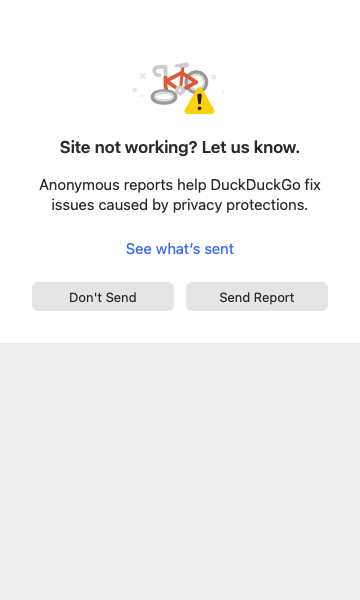 Site not working? Let us know.
Anonymous reports help DuckDuckGo fix
issues caused by privacy protections.
See what's sent
Don't Send
Send Report